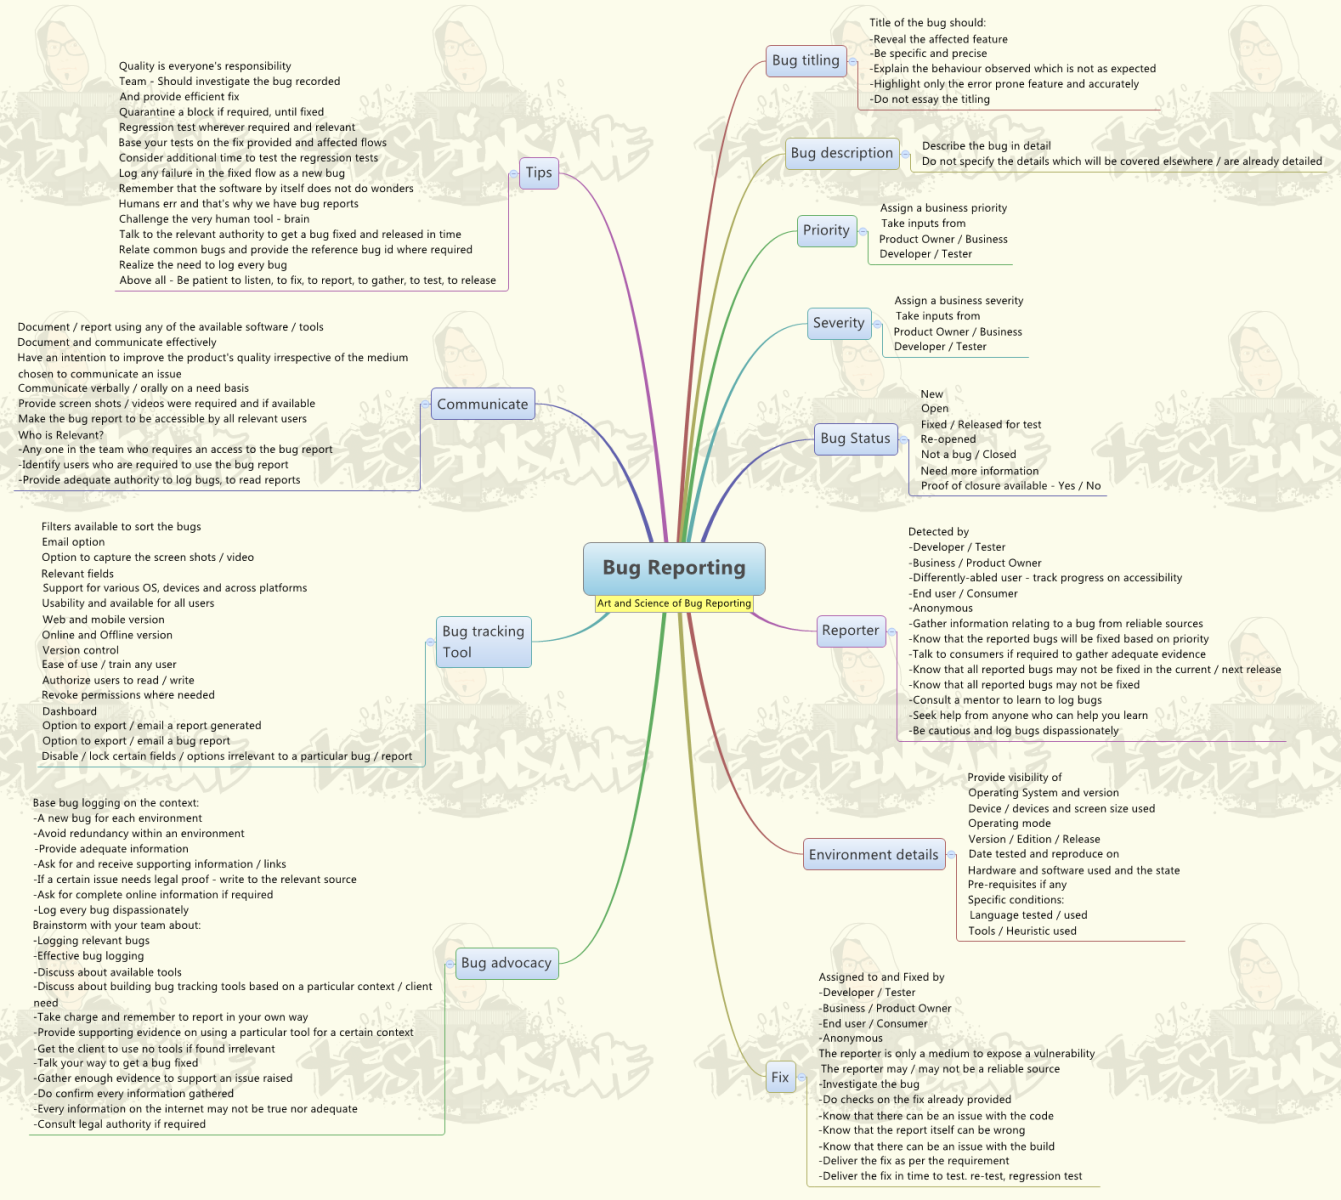 Bug Reporting
Art and Science of Bug Reporting
Bug titling
Title of the bug should:
-Reveal the affected feature
-Be specific and precise
-Explain the behaviour observed which is not as expected
-Highlight only the error prone feature and accurately
-Do not essay the titling
Bug description
Describe the bug in detail
Do not specify the details which will be covered elsewhere / are already detailed
Priority
Assign a business priority
Take inputs from
Product Owner / Business
Developer / Tester
Severity
Assign a business severity
Take inputs from
Product Owner / Business
Developer / Tester
Bug Status
New
Open
Fixed / Released for test
Re-opened
Not a bug / Closed
Need more information
Proof of closure available - Yes / No
Reporter
Detected by
-Developer / Tester
-Business / Product Owner
-Differently-abled user - track progress on accessibility
-End user / Consumer
-Anonymous
-Gather information relating to a bug from reliable sources
-Know that the reported bugs will be fixed based on priority
-Talk to consumers if required to gather adequate evidence
-Know that all reported bugs may not be fixed in the current / next release
-Know that all reported bugs may not be fixed
-Consult a mentor to learn to log bugs
-Seek help from anyone who can help you learn
-Be cautious and log bugs dispassionately
Environment details
Provide visibility of
Operating System and version
Device / devices and screen size used
Operating mode
Version / Edition / Release
Date tested and reproduce on
Hardware and software used and the state
Pre-requisites if any
Specific conditions:
Language tested / used
Tools / Heuristic used
Fix
Assigned to and Fixed by
-Developer / Tester
-Business / Product Owner
-End user / Consumer
-Anonymous
The reporter is only a medium to expose a vulnerability
The reporter may / may not be a reliable source
-Investigate the bug
-Do checks on the fix already provided
-Know that there can be an issue with the code
-Know that the report itself can be wrong
-Know that there can be an issue with the build
-Deliver the fix as per the requirement
-Deliver the fix in time to test. re-test, regression test
Tips
Quality is everyone's responsibility
Team - Should investigate the bug recorded
And provide efficient fix
Quarantine a block if required, until fixed
Regression test wherever required and relevant
Base your tests on the fix provided and affected flows
Consider additional time to test the regression tests
Log any failure in the fixed flow as a new bug
Remember that the software by itself does not do wonders
Humans err and that's why we have bug reports
Challenge the very human tool - brain
Talk to the relevant authority to get a bug fixed and released in time
Relate common bugs and provide the reference bug id where required
Realize the need to log every bug
Above all - Be patient to listen, to fix, to report, to gather, to test, to release
Communicate
Document / report using any of the available software / tools
Document and communicate effectively
Have an intention to improve the product's quality irrespective of the medium
chosen to communicate an issue
Communicate verbally / orally on a need basis
Provide screen shots / videos were required and if available
Make the bug report to be accessible by all relevant users
Who is Relevant?
-Any one in the team who requires an access to the bug report
-Identify users who are required to use the bug report
-Provide adequate authority to log bugs, to read reports
Bug tracking
Tool
Filters available to sort the bugs
Email option
Option to capture the screen shots / video
Relevant fields
Support for various OS, devices and across platforms
Usability and available for all users
Web and mobile version
Online and Offline version
Version control
Ease of use / train any user
Authorize users to read / write
Revoke permissions where needed
Dashboard
Option to export / email a report generated
Option to export / email a bug report
Disable / lock certain fields / options irrelevant to a particular bug / report
Bug advocacy
Base bug logging on the context:
-A new bug for each environment
-Avoid redundancy within an environment
-Provide adequate information
-Ask for and receive supporting information / links
-If a certain issue needs legal proof - write to the relevant source
-Ask for complete online information if required
-Log every bug dispassionately
Brainstorm with your team about:
-Logging relevant bugs
-Effective bug logging
-Discuss about available tools
-Discuss about building bug tracking tools based on a particular context / client
need
-Take charge and remember to report in your own way
-Provide supporting evidence on using a particular tool for a certain context
-Get the client to use no tools if found irrelevant
-Talk your way to get a bug fixed
-Gather enough evidence to support an issue raised
-Do confirm every information gathered
-Every information on the internet may not be true nor adequate
-Consult legal authority if required